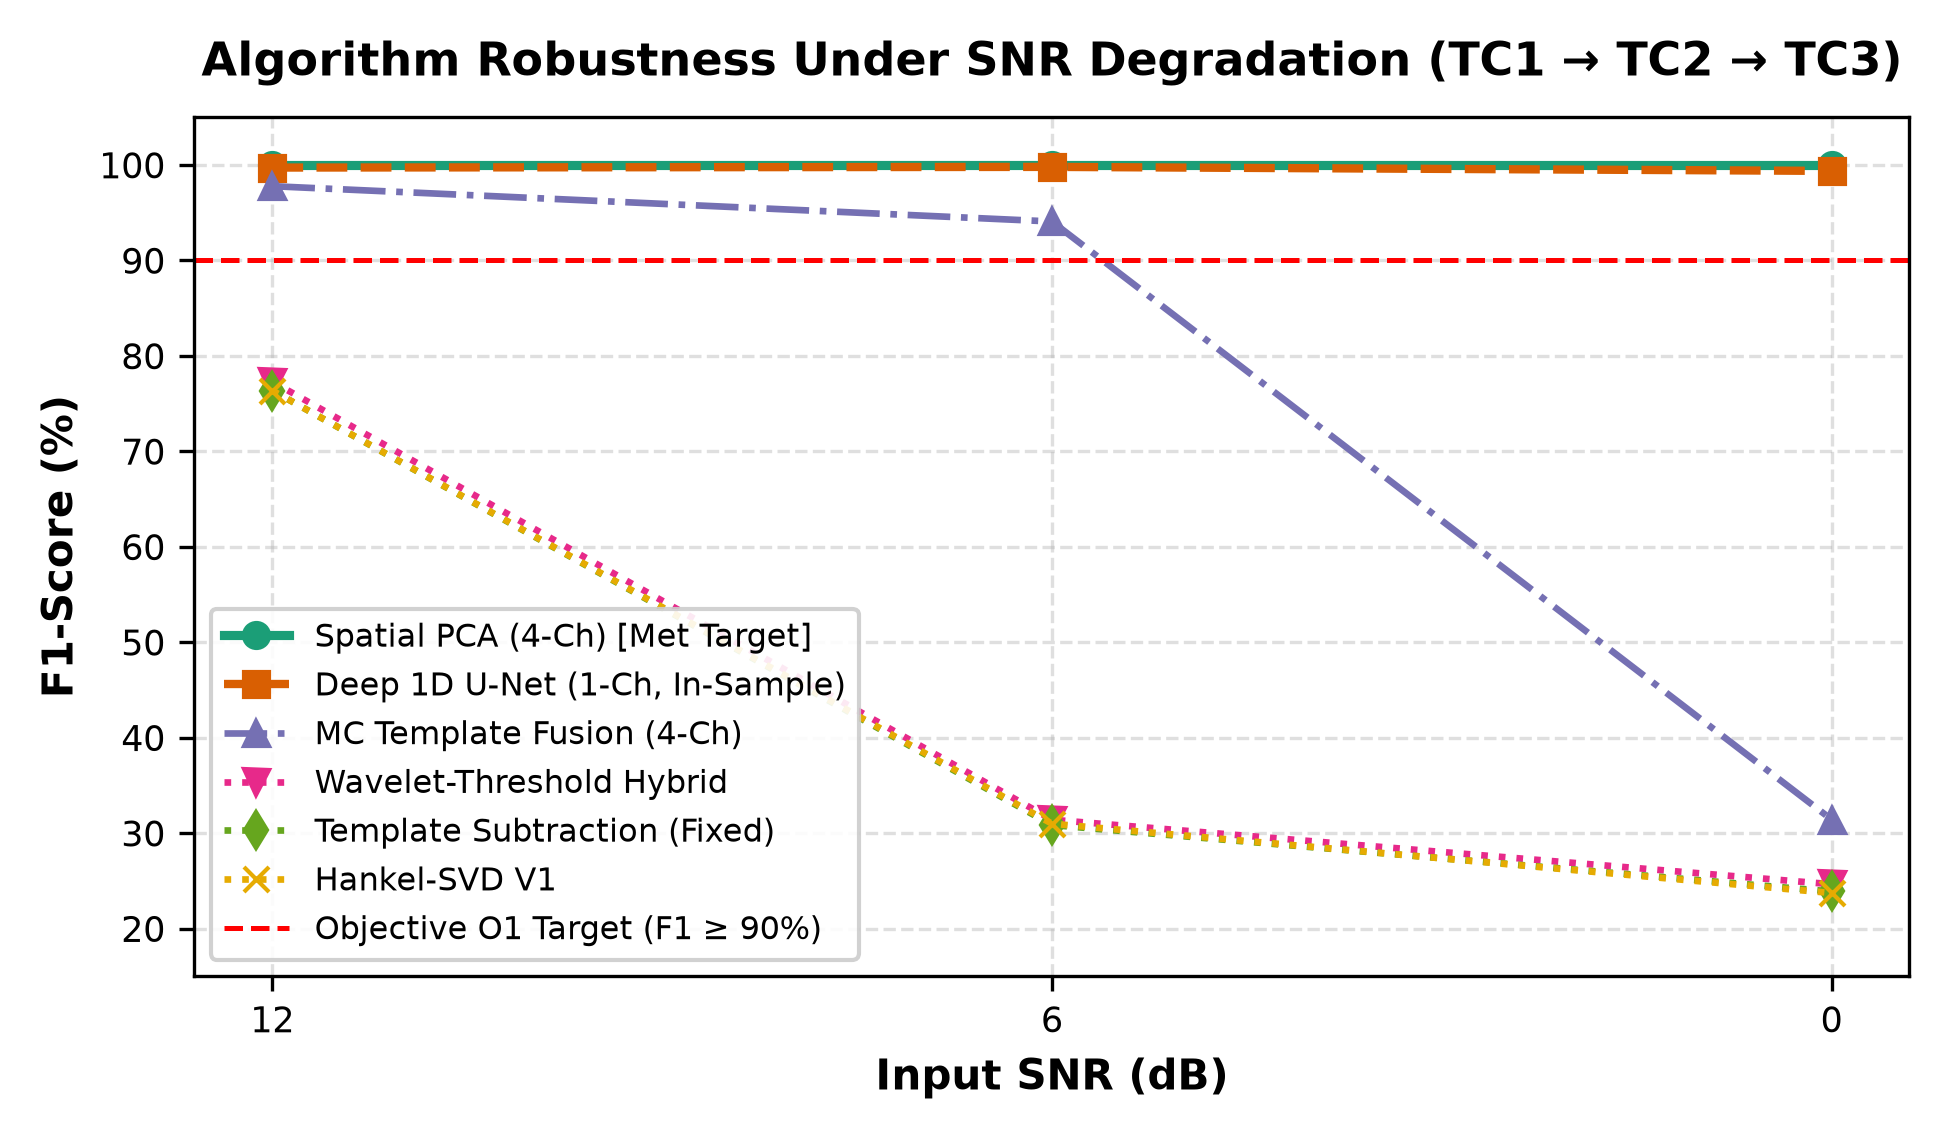 Algorithm Robustness Under SNR Degradation (TC1 → TC2 → TC3)
F1-Score (%)
100
90
80
70
60
50
40
30
20
Spatial PCA (4-Ch) [Met Target]
Deep 1D U-Net (1-Ch, In-Sample)
MC Template Fusion (4-Ch)
Wavelet-Threshold Hybrid
Template Subtraction (Fixed)
Hankel-SVD V1
Objective O1 Target (F1 ≥ 90%)
12
6
0
Input SNR (dB)